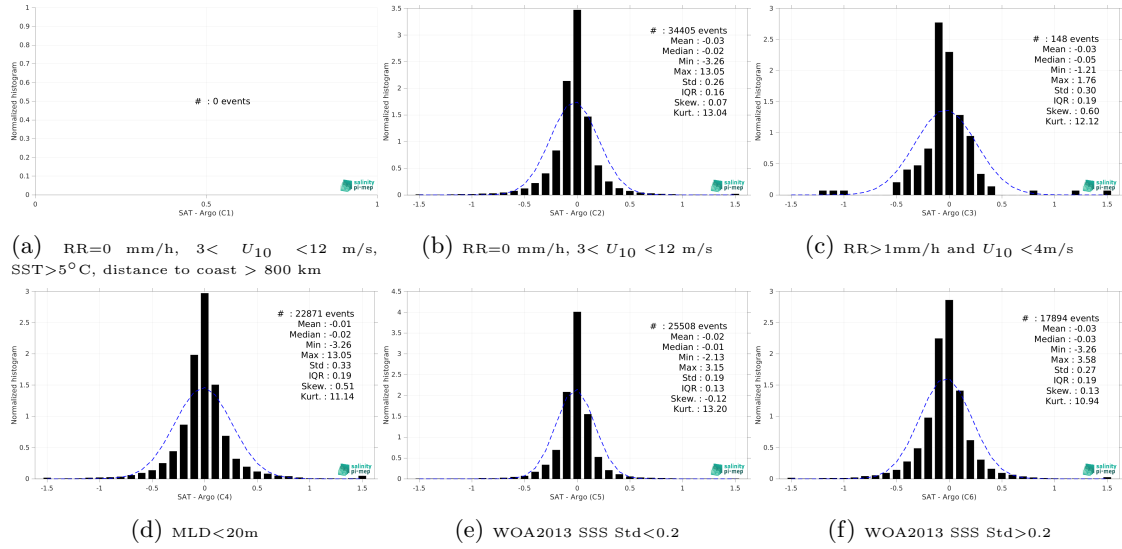 1
0.9
0.8
0.7
0.6
0.5
0.4
0.3
0.2
0.1
0
Normalized histogram
# : 0 events
salinity
pi-mep
0 0.5 1
SAT - Argo (C1)
(a) RR=0 mm/h, 3< U10 <12 m/s,
SST>5°C, distance to coast > 800 km
3.5
3
2.5
2
1.5
1
0.5
0
Normalized histogram
# : 34405 events
Mean : -0.03
Median : -0.02
Min : -3.26
Max : 13.05
Std : 0.26
IQR : 0.16
Skew. : 0.07
Kurt. : 13.04
salinity
pi-mep
-1.5 -1 -0.5 0 0.5 1 1.5
SAT - Argo (C2)
(b) RR=0 mm/h, 3< U10 <12 m/s
3
2.5
2
1.5
1
0.5
0
Normalized histogram
# : 148 events
Mean : -0.03
Median : -0.05
Min : -1.21
Max : 1.76
Std : 0.30
IQR : 0.19
Skew. : 0.60
Kurt. : 12.12
salinity
pi-mep
-1.5 -1 -0.5 0 0.5 1 1.5
SAT - Argo (C3)
(c) RR>1mm/h and U10 <4m/s
3
2.5
2
1.5
1
0.5
0
Normalized histogram
# : 22871 events
Mean : -0.01
Median : -0.02
Min : -3.26
Max : 13.05
Std : 0.33
IQR : 0.19
Skew. : 0.51
Kurt. : 11.14
salinity
pi-mep
-1.5 -1 -0.5 0 0.5 1 1.5
SAT - Argo (C4)
(d) MLD<20m
4.5
4
3.5
3
2.5
2
1.5
1
0.5
0
Normalized histogram
# : 25508 events
Mean : -0.02
Median : -0.01
Min : -2.13
Max : 3.15
Std : 0.19
IQR : 0.13
Skew. : -0.12
Kurt. : 13.20
salinity
pi-mep
-1.5 -1 -0.5 0 0.5 1 1.5
SAT - Argo (C5)
(e) WOA2013 SSS Std<0.2
3
2.5
2
1.5
1
0.5
0
Normalized histogram
# : 17894 events
Mean : -0.03
Median : -0.03
Min : -3.26
Max : 3.58
Std : 0.27
IQR : 0.19
Skew. : 0.13
Kurt. : 10.94
salinity
pi-mep
-1.5 -1 -0.5 0 0.5 1 1.5
SAT - Argo (C6)
(f) WOA2013 SSS Std>0.2